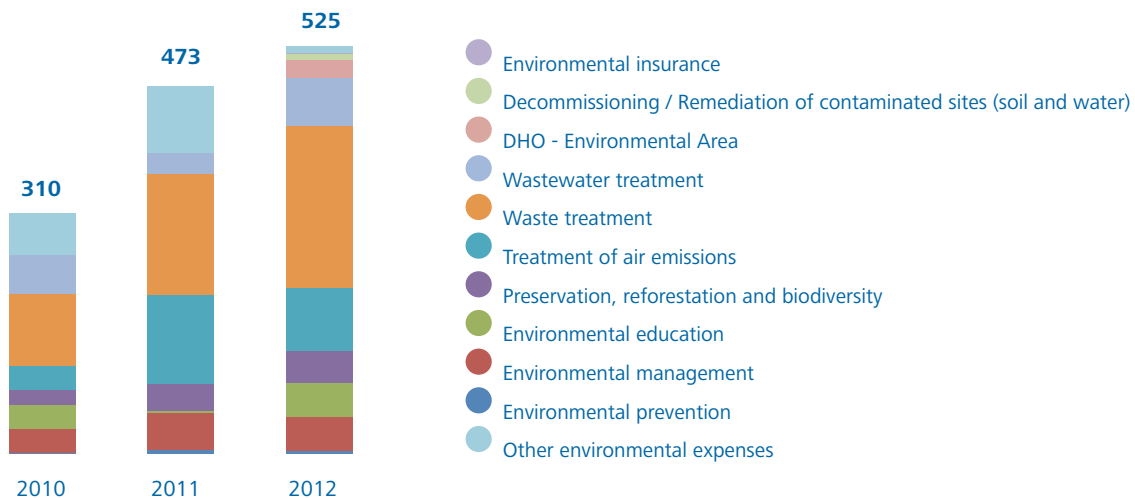 525
473
310
2010
2011
2012
Environmental insurance
Decommissioning / Remediation of contaminated sites (soil and water)
DHO - Environmental Area
Wastewater treatment
Waste treatment
Treatment of air emissions
Preservation, reforestation and biodiversity
Environmental education
Environmental management
Environmental prevention
Other environmental expenses